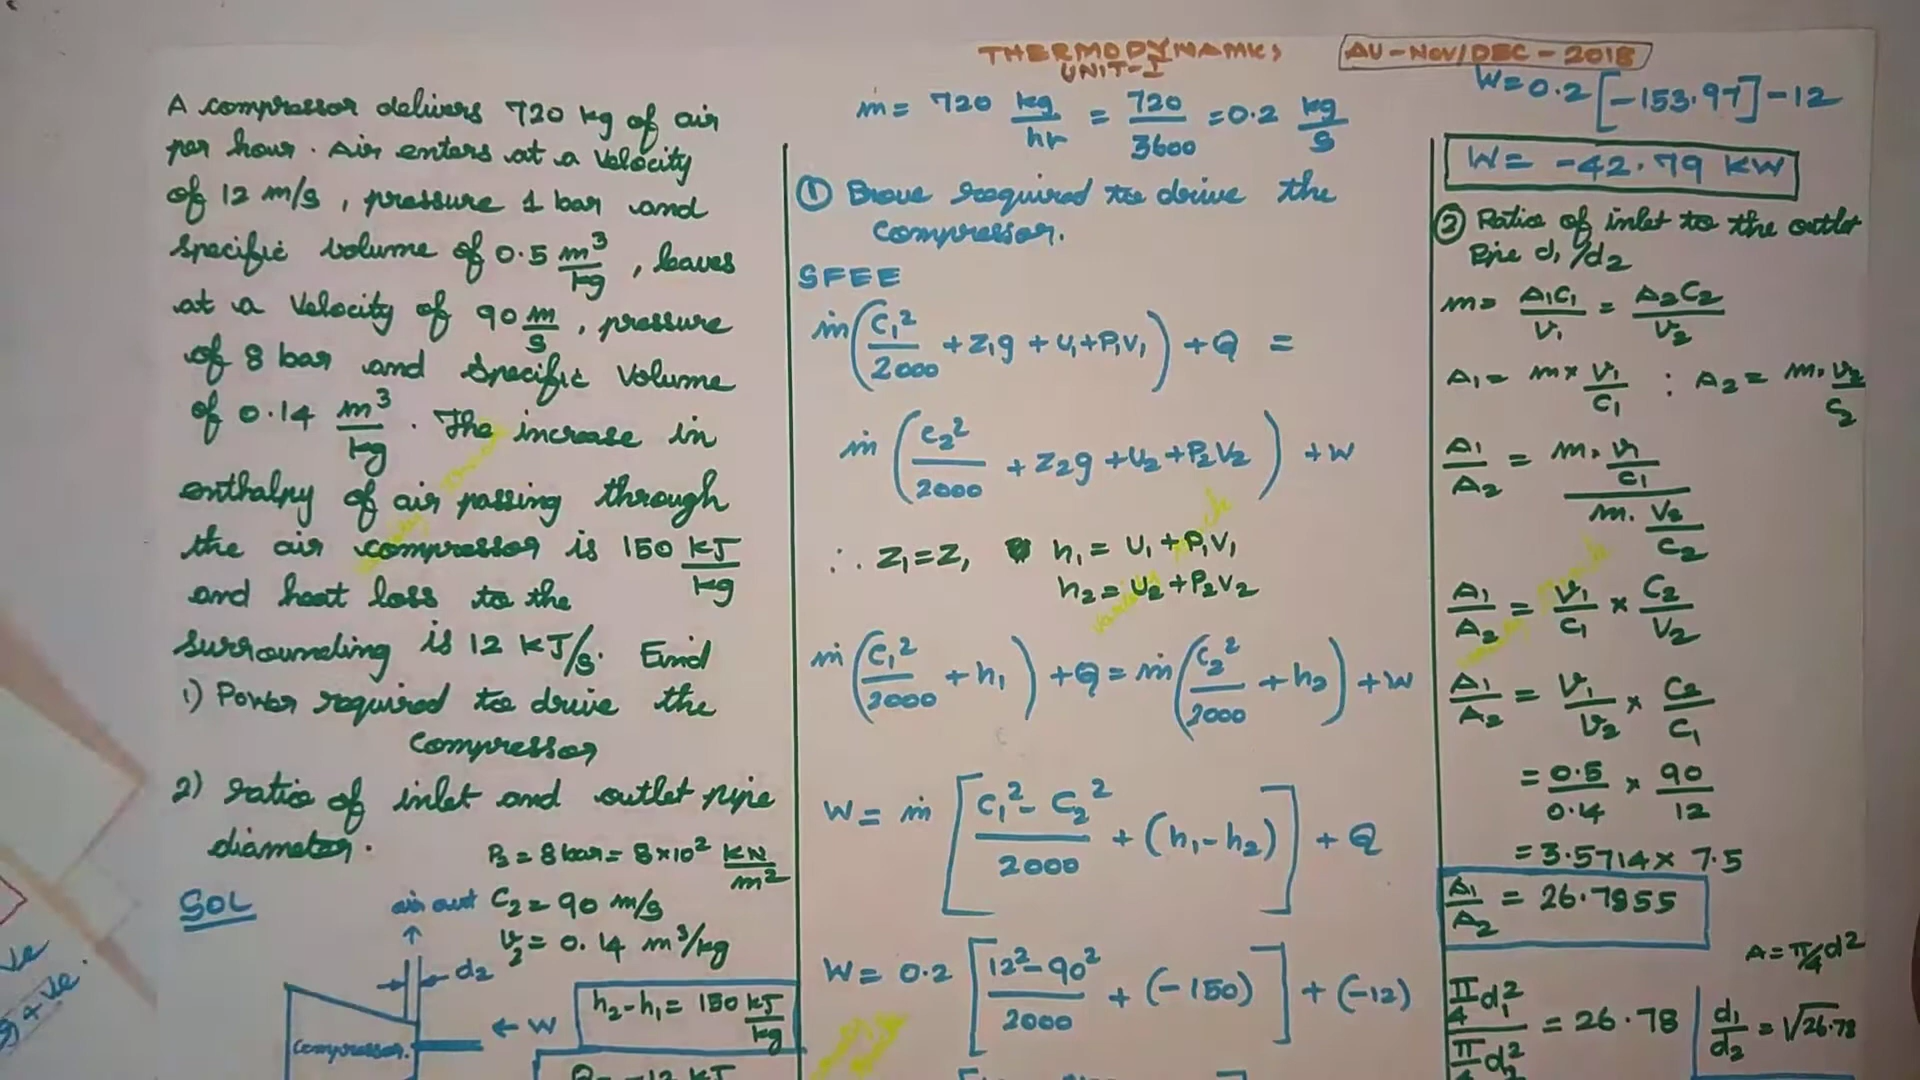 THERMODYNAMICS
UNIT-I
AU-NOV/DEC-2018
A compressor delivers 720 kg of air
per hour. Air enters at a velocity
of 12 m/s, pressure 1 bar and
specific volume of 0.5 m³/kg, leaves
at a velocity of 90 m/s, pressure
of 8 bar and specific volume
of 0.14 m³/kg. The increase in
enthalpy of air passing through
the air compressor is 150 kJ/kg
and heat loss to the
surrounding is 12 kJ/s. Find
1) Power required to drive the
compressor
2) ratio of inlet and outlet pipe
diameter.
SOL
P₂ = 8 bar = 8×10² KN/m²
air out C₂ = 90 m/s
v₂ = 0.14 m³/kg
d₂
h₂-h₁ = 150 kJ/kg
← W
Compressor.
Q = -12 kJ
ṁ = 720 kg/hr = 720/3600 = 0.2 kg/s
① Prove required to drive the
compressor.
SFEE
ṁ(C₁²/2000 + Z₁g + u₁+P₁v₁) + Q =
ṁ(C₂²/2000 + Z₂g + u₂+P₂v₂) + W
∴ Z₁=Z, h₁ = u₁+P₁v₁
h₂ = u₂+P₂v₂
ṁ(C₁²/2000 + h₁) + Q = ṁ(C₂²/2000 + h₂) + W
W = ṁ[C₁²-C₂²/2000 + (h₁-h₂)] + Q
W = 0.2[12²-90²/2000 + (-150)] + (-12)
W=0.2[-153.97]-12
W = -42.79 KW
② Ratio of inlet to the outlet
Pipe d₁/d₂
m = A₁C₁/v₁ = A₂C₂/v₂
A₁ = m×v₁/C₁ : A₂ = m.v₂/C₂
A₁/A₂ = m.v₁/C₁ / m.v₂/C₂
A₁/A₂ = v₁/C₁ × C₂/v₂
A₁/A₂ = v₁/v₂ × C₂/C₁
= 0.5/0.14 × 90/12
= 3.5714 × 7.5
A₁/A₂ = 26.7855
A = π/4d²
π/4d₁² / π/4d₂² = 26.78
d₁/d₂ = √26.78